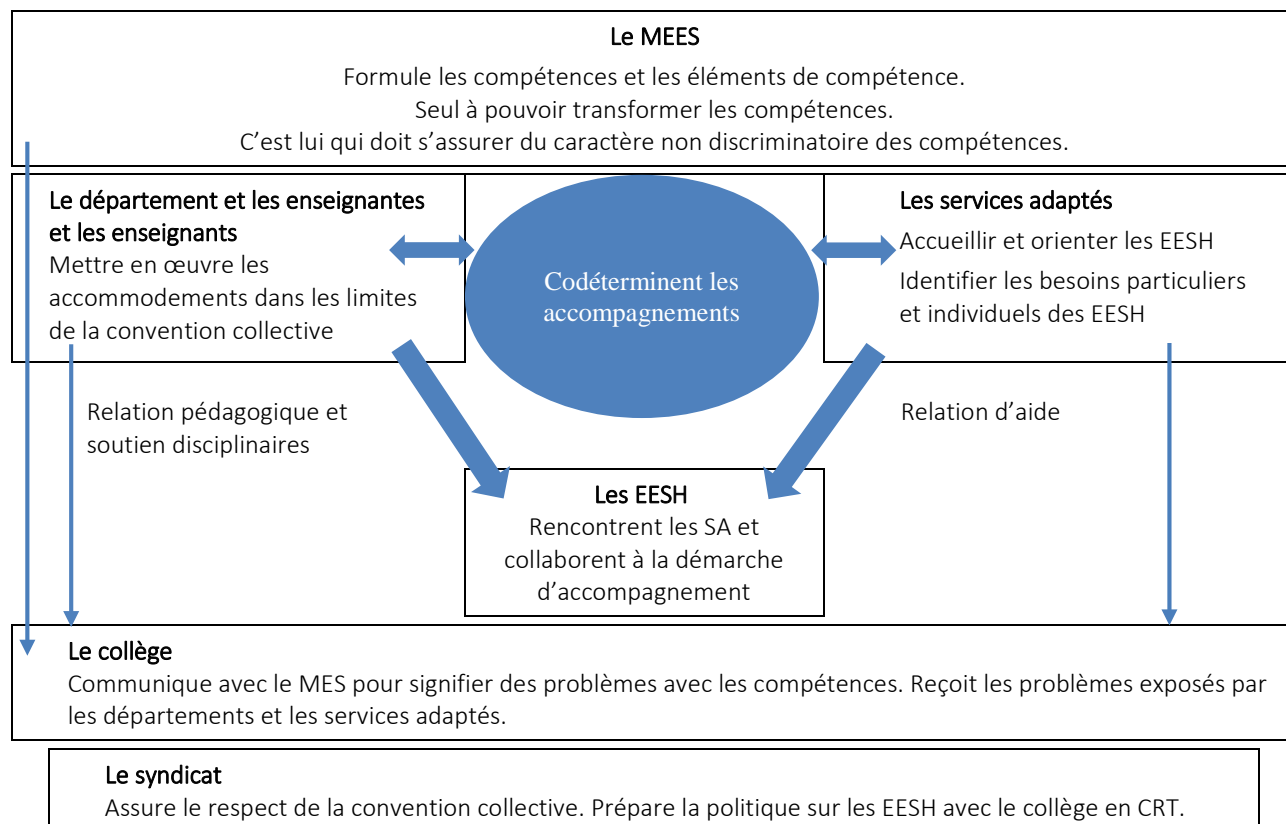 Le MEES
Formule les compétences et les éléments de compétence.
Seul à pouvoir transformer les compétences.
C’est lui qui doit s’assurer du caractère non discriminatoire des compétences.
Le département et les enseignantes
et les enseignants
Mettre en œuvre les
accommodements dans les limites
de la convention collective
Codéterminent les
accompagnements
Les services adaptés
Accueillir et orienter les EESH
Identifier les besoins particuliers
et individuels des EESH
Relation pédagogique et
soutien disciplinaires
Relation d’aide
Les EESH
Rencontrent les SA et
collaborent à la démarche
d’accompagnement
Le collège
Communique avec le MES pour signifier des problèmes avec les compétences. Reçoit les problèmes exposés par
les départements et les services adaptés.
Le syndicat
Assure le respect de la convention collective. Prépare la politique sur les EESH avec le collège en CRT.